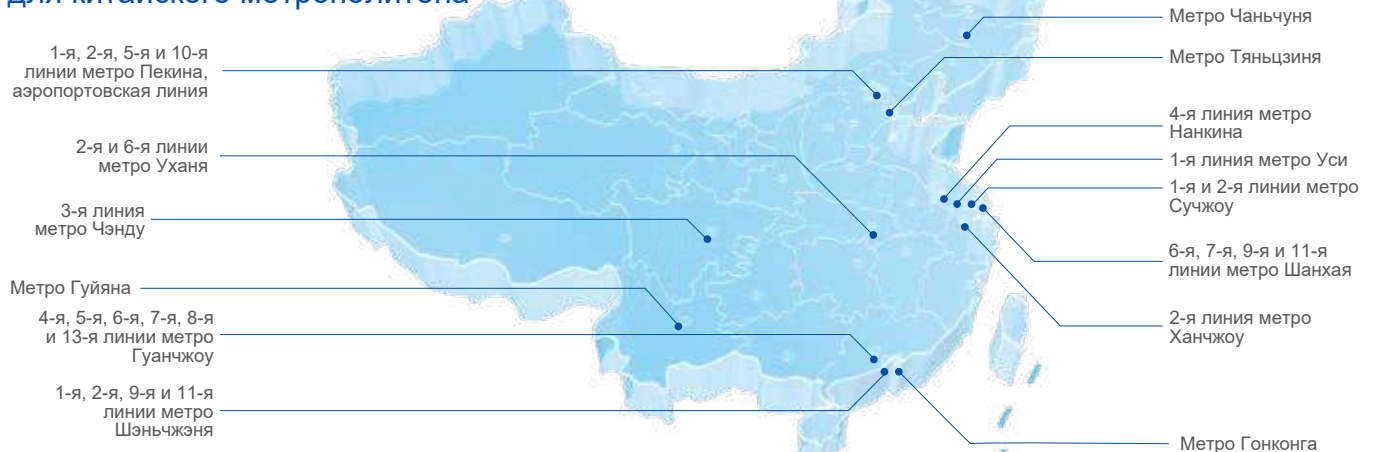 для китайского метрополитена
1-я, 2-я, 5-я и 10-я
линии метро Пекина,
аэропортовская линия
2-я и 6-я линии
метро Уханя
3-я линия
метро Чэнду
Метро Гуйяна
4-я, 5-я, 6-я, 7-я, 8-я
и 13-я линии метро
Гуанчжоу
1-я, 2-я, 9-я и 11-я
линии метро
Шэньчжэня
Метро Чаньчуня
Метро Тяньцзиня
4-я линия метро
Нанкина
1-я линия метро Уси
1-я и 2-я линии метро
Сучжоу
6-я, 7-я, 9-я и 11-я
линии метро Шанхая
2-я линия метро
Ханчжоу
Метро Гонконга